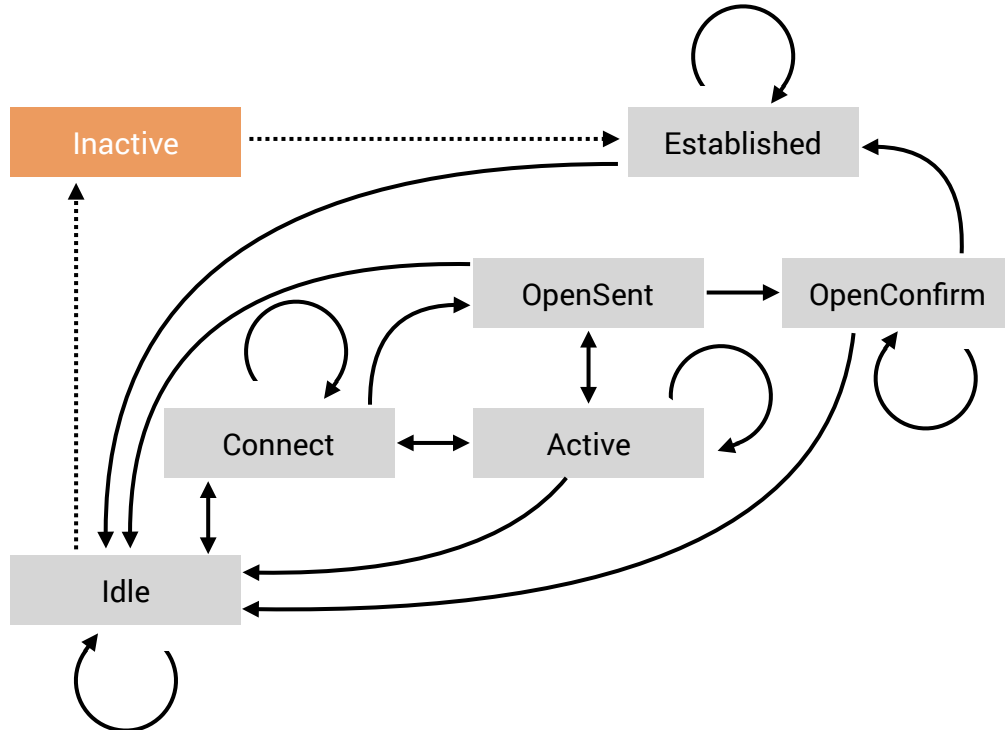 Inactive
Established
OpenSent
OpenConfirm
Connect
Active
Idle